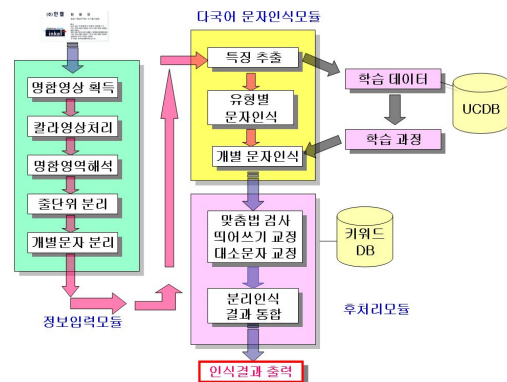 (주)인켈
inkel
다국어 문자인식모듈
명함영상 획득
칼라영상처리
명함영역해석
줄단위 분리
개별문자 분리
정보입력모듈
특징 추출
유형별
문자인식
개별 문자인식
학습 데이터
학습 과정
UCDB
맞춤법 검사
띄어쓰기 교정
대소문자 교정
분리인식
결과 통합
키워드
DB
후처리모듈
인식결과 출력